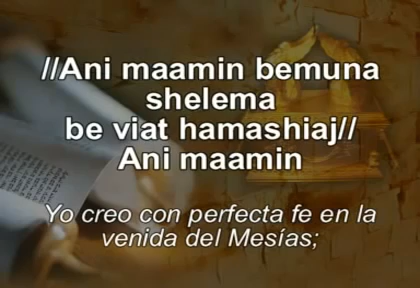 //Ani maamin bemuna
shelema
be viat hamashiaj//
Ani maamin
Yo creo con perfecta fe en la
venida del Mesías;